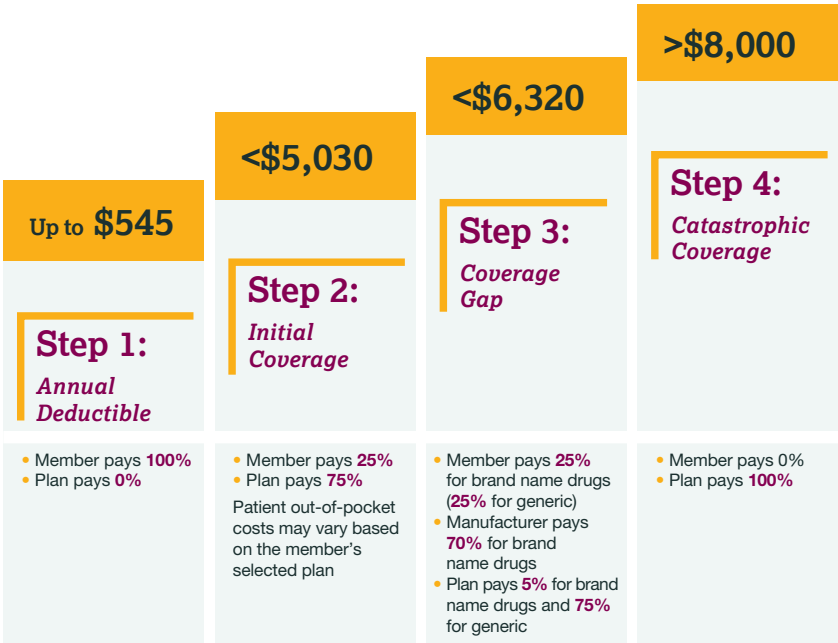 Up to $545
Step 1:
Annual
Deductible
• Member pays 100%
• Plan pays 0%
<$5,030
Step 2:
Initial
Coverage
• Member pays 25%
• Plan pays 75%
Patient out-of-pocket
costs may vary based
on the member’s
selected plan
<$6,320
Step 3:
Coverage
Gap
• Member pays 25%
for brand name drugs
(25% for generic)
• Manufacturer pays
70% for brand
name drugs
• Plan pays 5% for brand
name drugs and 75%
for generic
>$8,000
Step 4:
Catastrophic
Coverage
• Member pays 0%
• Plan pays 100%